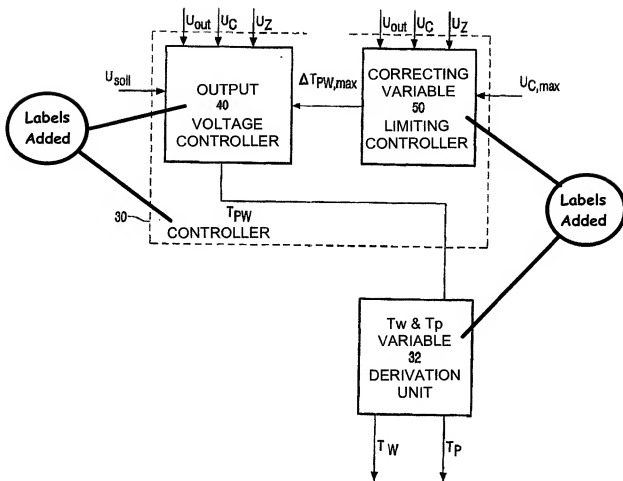 Uout UC UZ
Uout UC UZ
Usoll
OUTPUT
40
VOLTAGE
CONTROLLER
ΔTPW,max
CORRECTING
VARIABLE
50
LIMITING
CONTROLLER
UC,max
Labels
Added
30
TPW
CONTROLLER
Labels
Added
Tw & Tp
VARIABLE
32
DERIVATION
UNIT
TW
TP